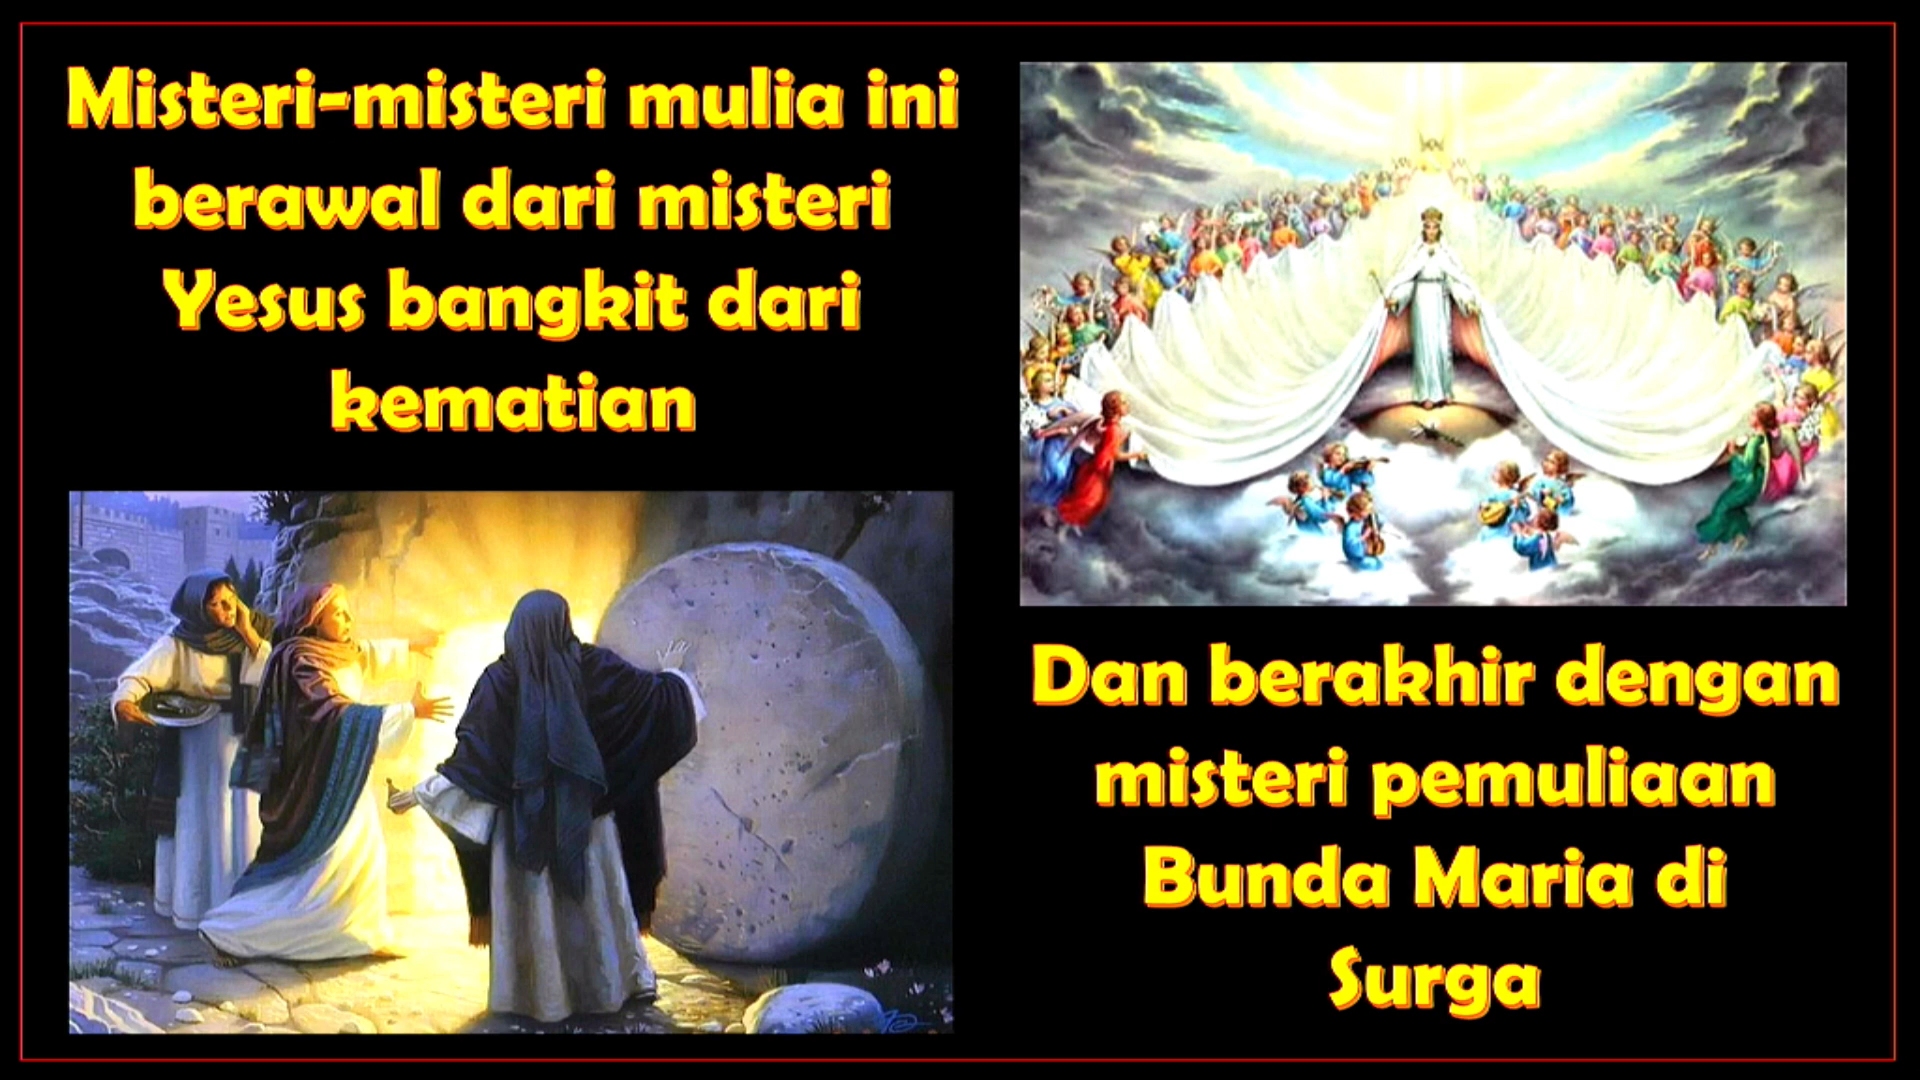 Misteri-misteri mulia ini
berawal dari misteri
Yesus bangkit dari
kematian
Dan berakhir dengan
misteri pemuliaan
Bunda Maria di
Surga